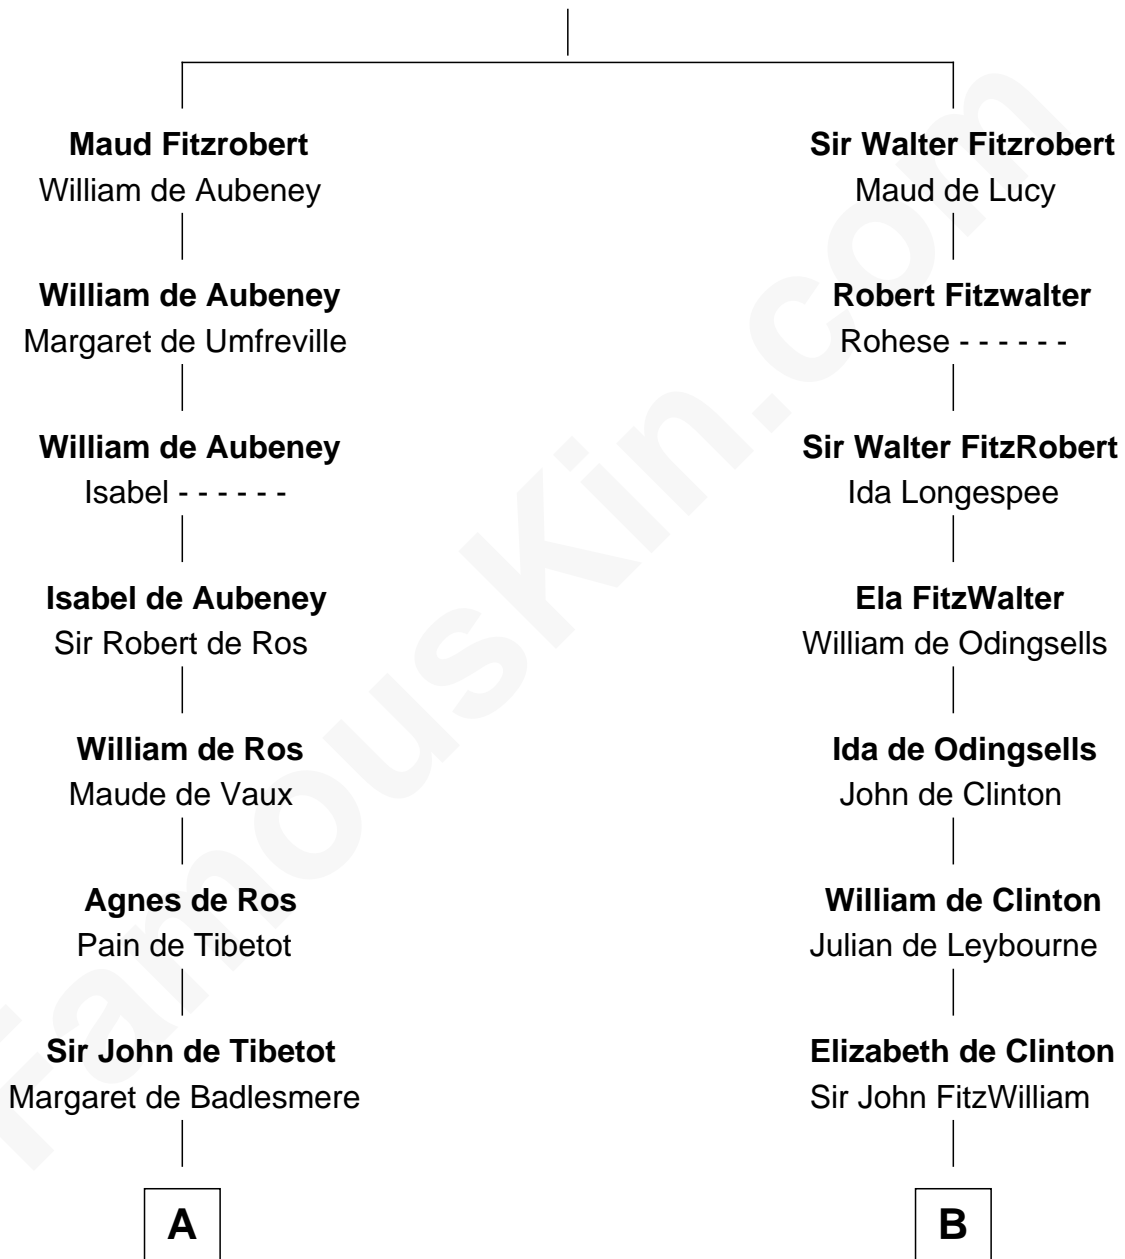 Maud Fitzrobert
William de Aubeney
William de Aubeney
Margaret de Umfreville
William de Aubeney
Isabel - - - - - -
Isabel de Aubeney
Sir Robert de Ros
William de Ros
Maude de Vaux
Agnes de Ros
Pain de Tibetot
Sir John de Tibetot
Margaret de Badlesmere
A
Sir Walter Fitzrobert
Maud de Lucy
Robert Fitzwalter
Rohese - - - - - -
Sir Walter FitzRobert
Ida Longespee
Ela FitzWalter
William de Odingsells
Ida de Odingsells
John de Clinton
William de Clinton
Julian de Leybourne
Elizabeth de Clinton
Sir John FitzWilliam
B
FamousKin.com